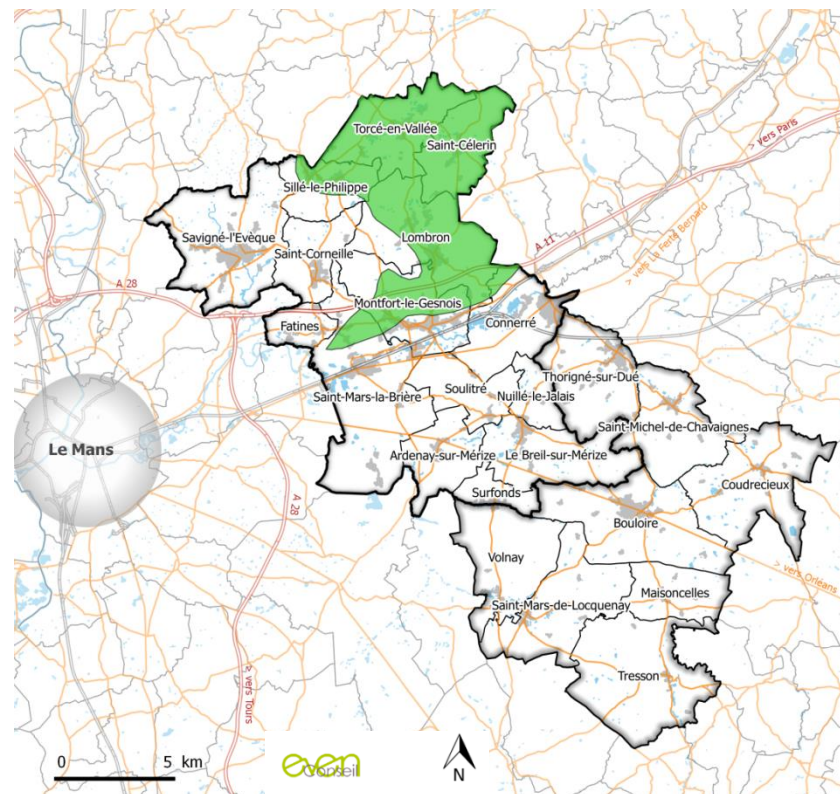 Torcé-en-Vallée
> vers Paris
Saint-Célerin
Sillé-le-Philippe
Savigné-l'Evèque
Lombron
A 11
> vers La Ferté Bernard
Saint-Corneille
A 28
Montfort-le-Gesnois
Fatines
Connerré
Thorigné-sur-Dué
Soulitré
Saint-Mars-la-Brière
Nuillé-le-Jalais
Saint-Michel-de-Chavaignes
Le Mans
Ardenay-sur-Mérize
Le Breil-sur-Mérize
Coudrecieux
Surfonds
A 28
Bouloire
Volnay
> vers Orléans
Maisoncelles
Saint-Mars-de-Locquenay
Tresson
> vers Tours
0 5 km
even
Conseil
N